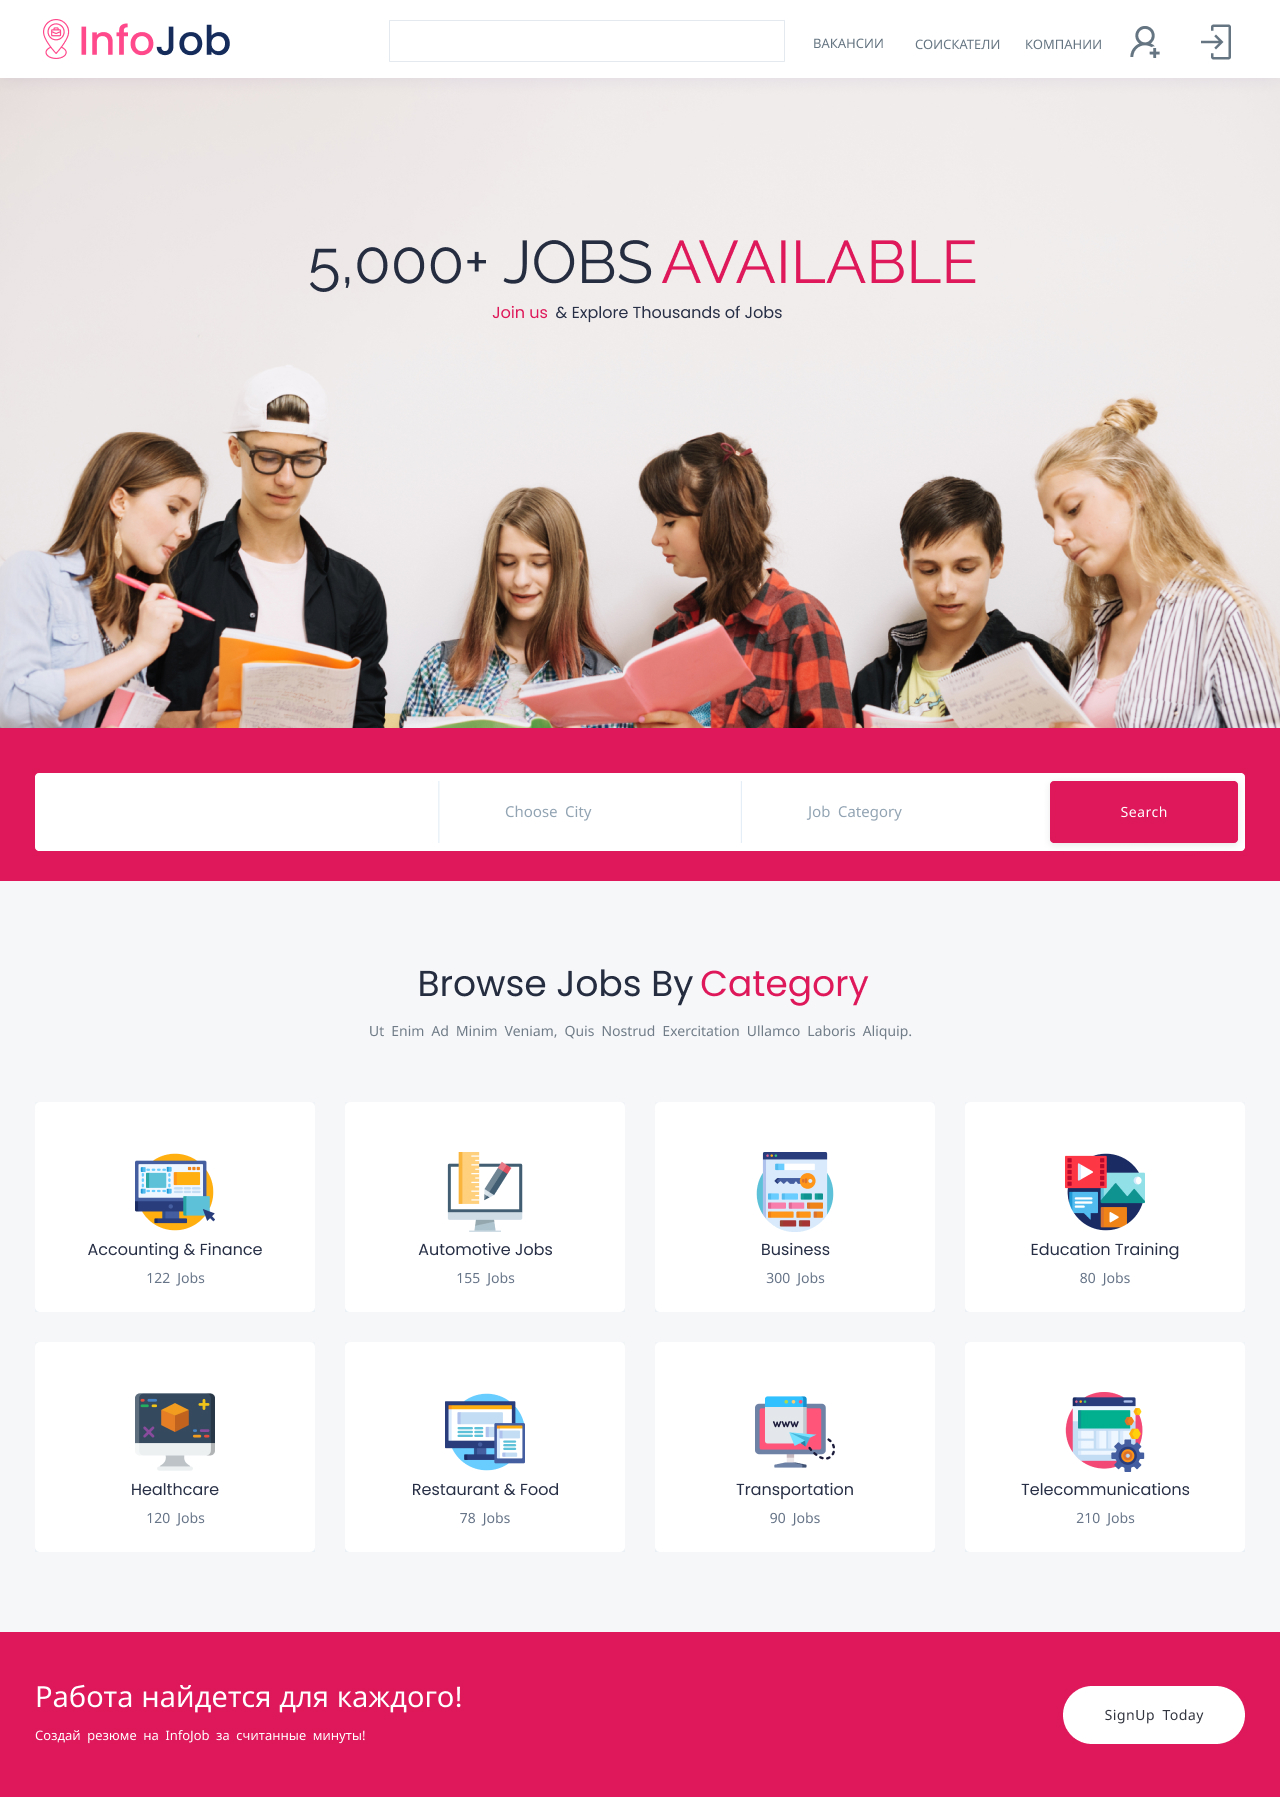 InfoJob
ВАКАНСИИ СОИСКАТЕЛИ КОМПАНИИ
5,000+ JOBS AVAILABLE
Join us & Explore Thousands of Jobs
Choose City Job Category Search
Browse Jobs By Category
Ut Enim Ad Minim Veniam, Quis Nostrud Exercitation Ullamco Laboris Aliquip.
Accounting & Finance
122 Jobs
Automotive Jobs
155 Jobs
Business
300 Jobs
Education Training
80 Jobs
Healthcare
120 Jobs
Restaurant & Food
78 Jobs
www
Transportation
90 Jobs
Telecommunications
210 Jobs
Работа найдется для каждого!
Создай резюме на InfoJob за считанные минуты!
SignUp Today